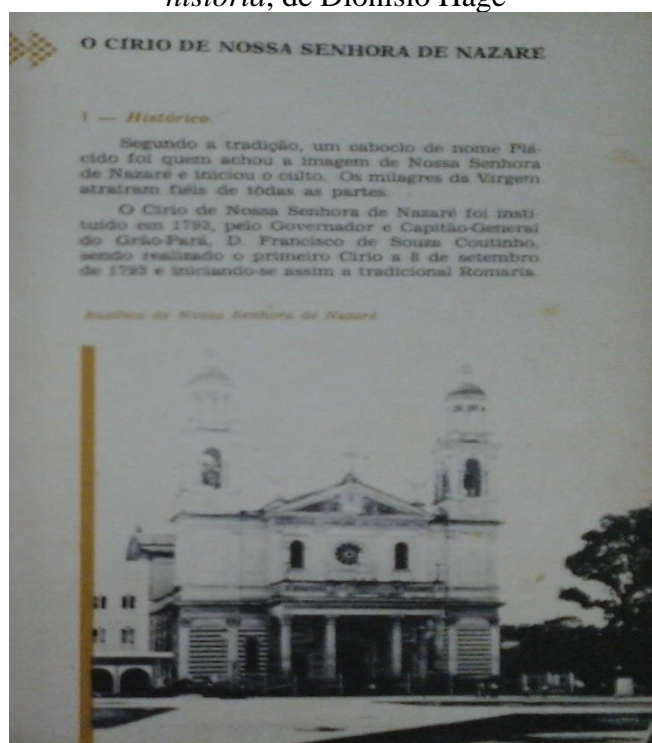 história, de Dionísio Hage
O CÍRIO DE NOSSA SENHORA DE NAZARÉ
1 — Histórico.
Segundo a tradição, um caboclo de nome Plá-
cido foi quem achou a imagem de Nossa Senhora
de Nazaré e iniciou o culto. Os milagres da Virgem
atraíram fiéis de tôdas as partes.
O Círio de Nossa Senhora de Nazaré foi insti-
tuído em 1793, pelo Governador e Capitão-General
do Grão-Pará, D. Francisco de Souza Coutinho,
sendo realizado o primeiro Círio a 8 de setembro
de 1793 e iniciando-se assim a tradicional Romaria.
Basílica de Nossa Senhora de Nazaré